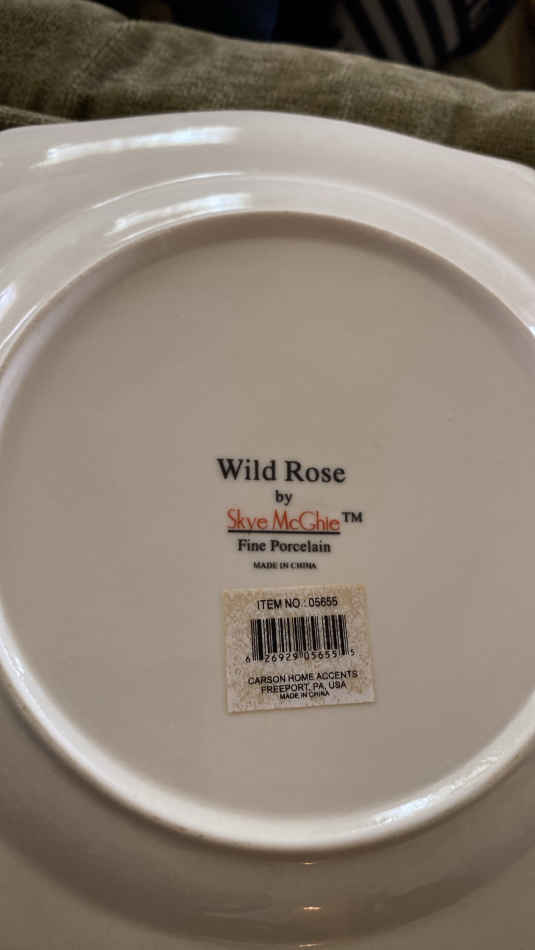 Wild Rose
by
Skye McGhie™
Fine Porcelain
MADE IN CHINA
ITEM NO.: 05655
6 26929 05655 5
CARSON HOME ACCENTS
FREEPORT, PA, USA
MADE IN CHINA